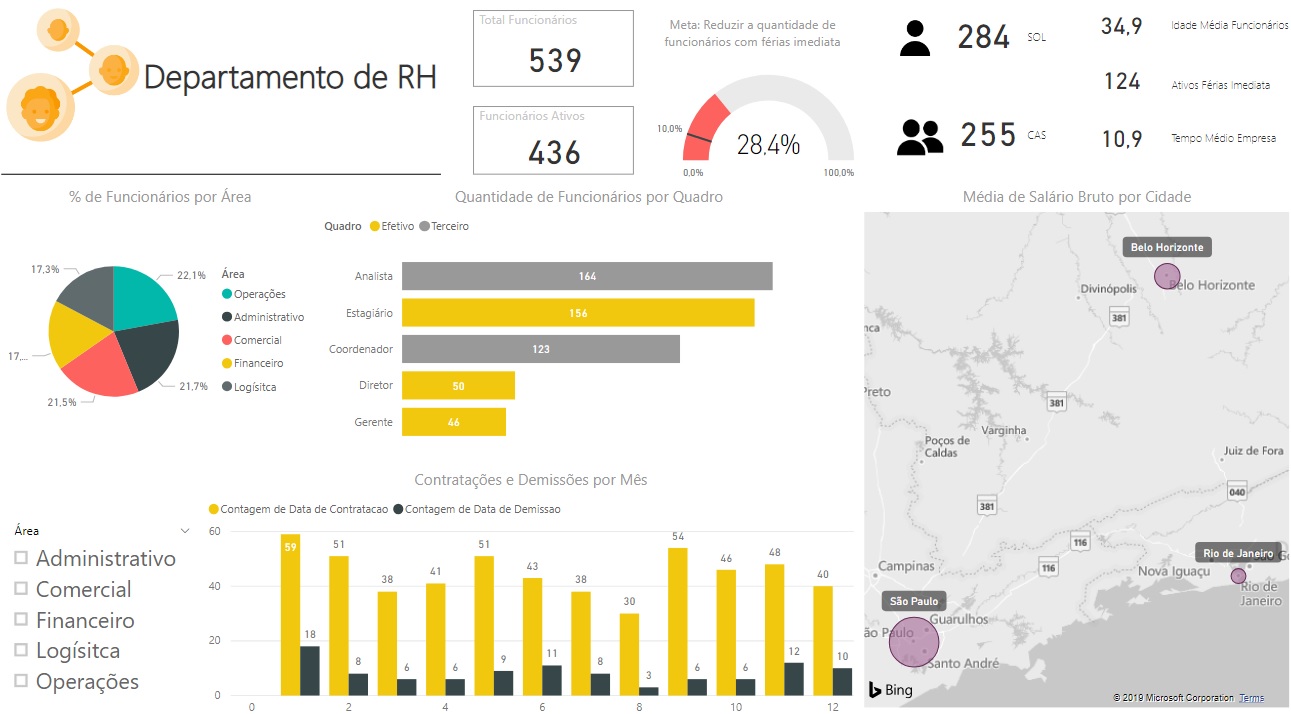 Departamento de RH
Total Funcionários
539
Funcionários Ativos
436
Meta: Reduzir a quantidade de
funcionários com férias imediata
10,0%
28,4%
0,0%
100,0%
284 SOL
255 CAS
34,9 Idade Média Funcionários
124 Ativos Férias Imediata
10,9 Tempo Médio Empresa
% de Funcionários por Área
17,3%
22,1%
17,...
21,7%
21,5%
Área
Operações
Administrativo
Comercial
Financeiro
Logísitca
Quantidade de Funcionários por Quadro
Quadro Efetivo Terceiro
Analista 164
Estagiário 156
Coordenador 123
Diretor 50
Gerente 46
Área
Administrativo
Comercial
Financeiro
Logísitca
Operações
Contratações e Demissões por Mês
Contagem de Data de Contratacao Contagem de Data de Demissao
60
40
20
0
59 18 51 8 38 6 41 6 51 9 43 11 38 8 30 3 54 6 46 6 48 12 40 10
0 2 4 6 8 10 12
Média de Salário Bruto por Cidade
Belo Horizonte
Belo Horizonte
Divinópolis
381
nca
381
Preto
Varginha
Poços de
Caldas
Juiz de Fora
040
381
116
116
Rio de Janeiro
Go
Campinas
Nova Iguaçu
Rio de
Janeiro
São Paulo
Guarulhos
ão Paulo
Santo André
Bing
© 2019 Microsoft Corporation Terms